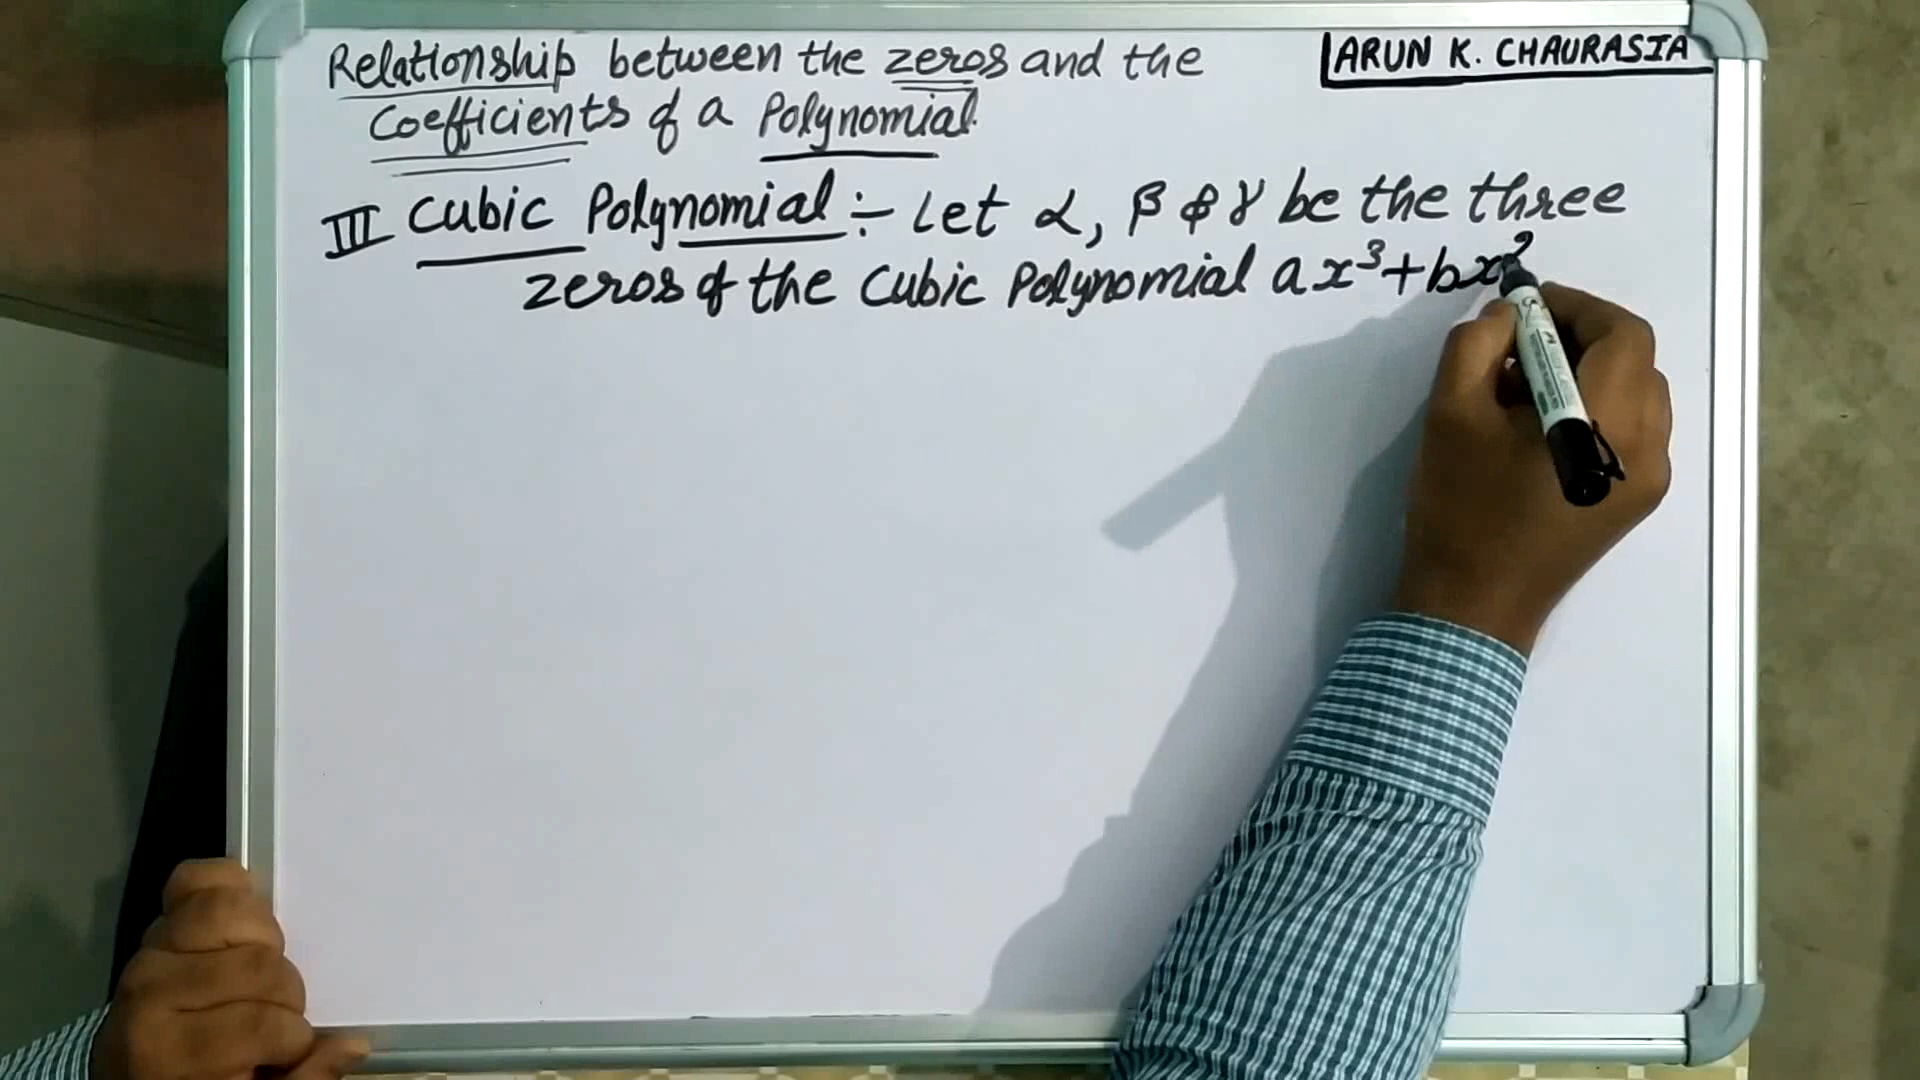 Relationship between the zeros and the
ARUN K. CHAURASIA
Coefficients of a Polynomial.
III Cubic Polynomial :- Let α, β & γ be the three
zeros of the Cubic Polynomial ax³+bx²